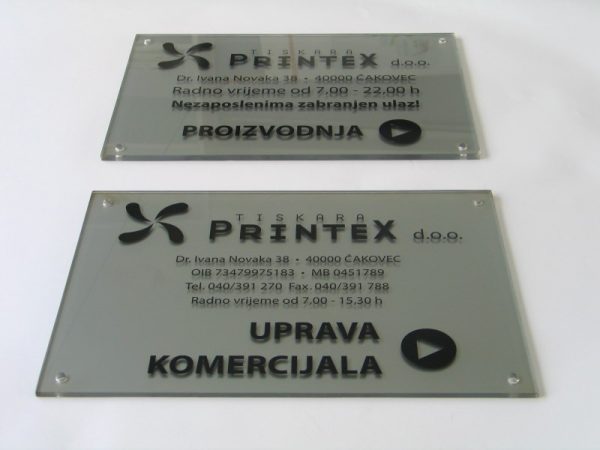 TISKARA
PRINTEX d.o.o.
Dr. Ivana Novaka 38 • 40000 ČAKOVEC
Radno vrijeme od 7,00 - 22,00 h
Nezaposlenima zabranjen ulaz!
PROIZVODNJA
TISKARA
PRINTEX d.o.o.
Dr. Ivana Novaka 38 • 40000 ČAKOVEC
OIB 73479975183 • MB 0451789
Tel. 040/391 270 Fax. 040/391 788
Radno vrijeme od 7,00 - 15,30 h
UPRAVA
KOMERCIJALA